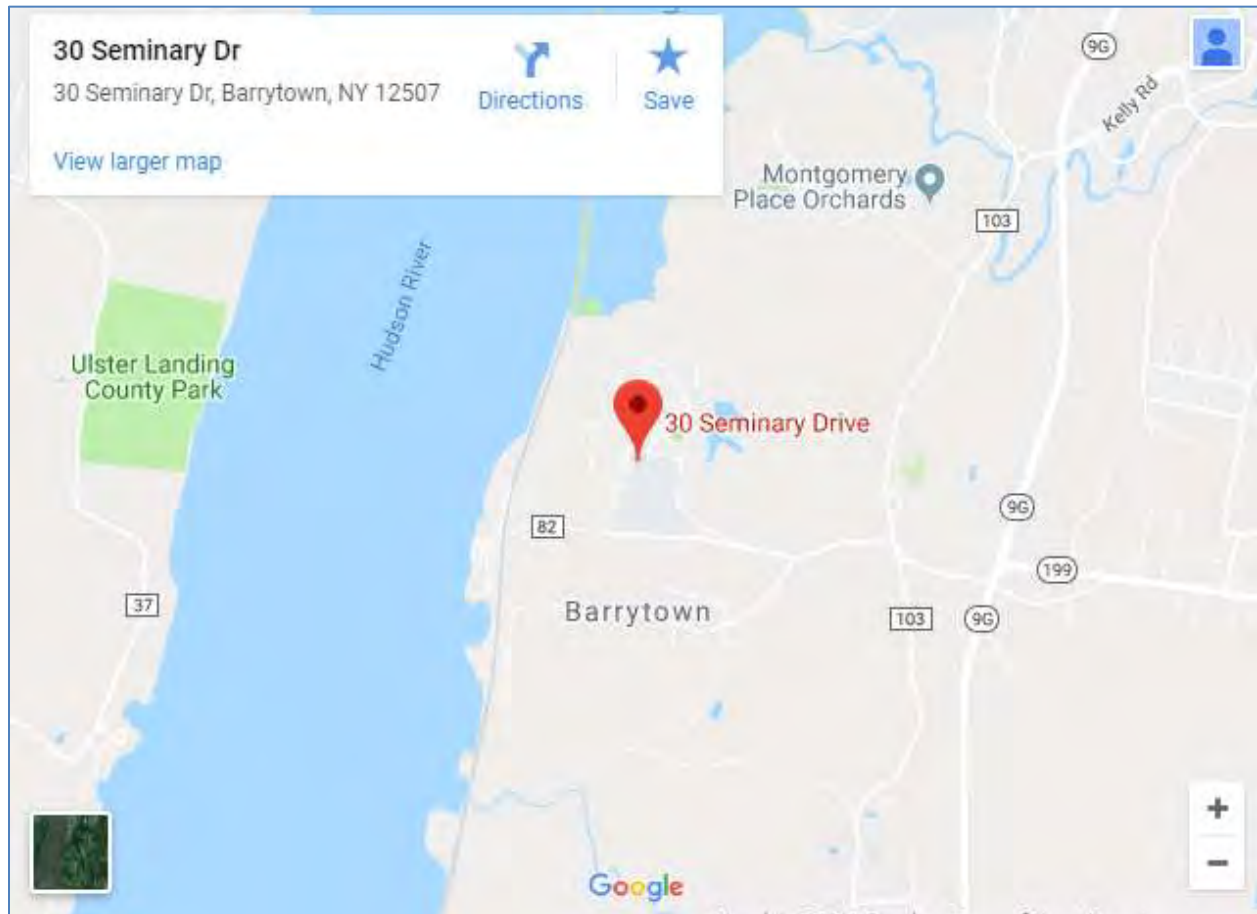 30 Seminary Dr
30 Seminary Dr, Barrytown, NY 12507
Directions
Save
View larger map
9G
Kelly Rd
Montgomery
Place Orchards
103
Hudson River
Ulster Landing
County Park
30 Seminary Drive
9G
82
199
37
Barrytown
103
9G
+
−
Google